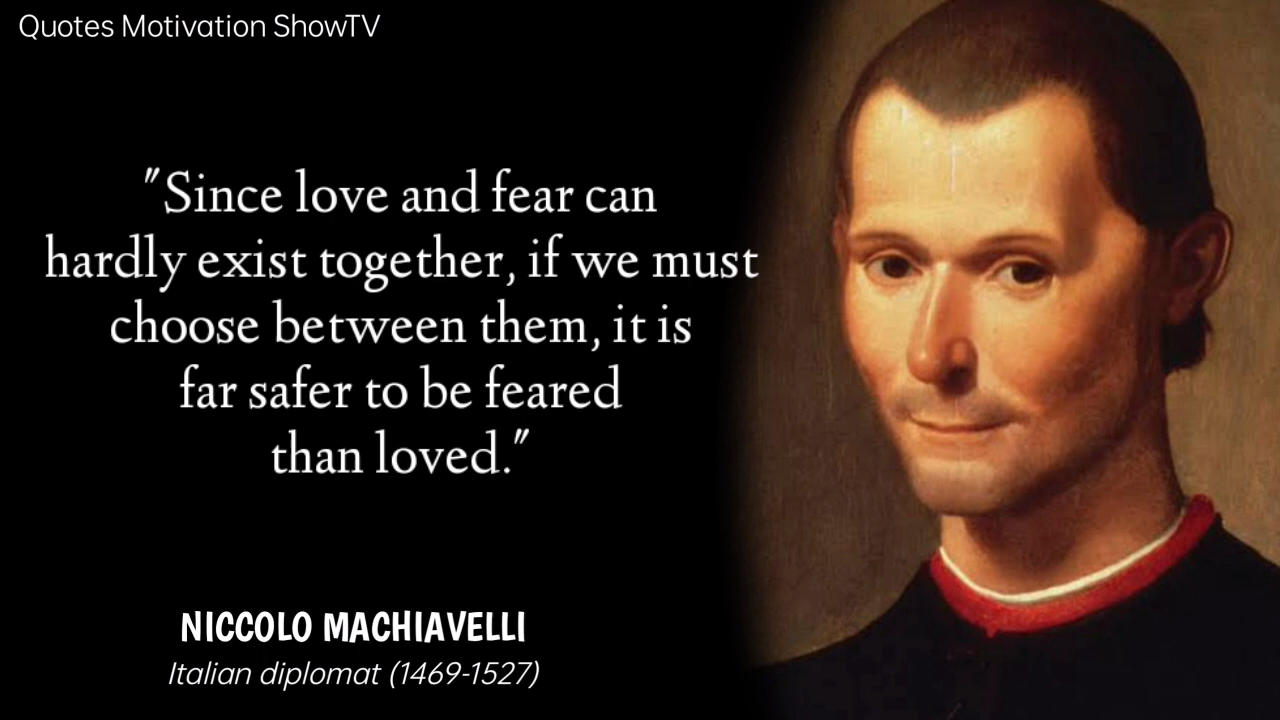 Quotes Motivation ShowTV
"Since love and fear can
hardly exist together, if we must
choose between them, it is
far safer to be feared
than loved."
NICCOLO MACHIAVELLI
Italian diplomat (1469-1527)